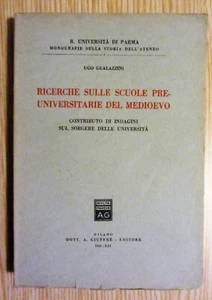 R. UNIVERSITÀ DI PARMA
MONOGRAFIE DELLA STORIA DELL'ATENEO
UGO GUALAZZINI
RICERCHE SULLE SCUOLE PRE-
UNIVERSITARIE DEL MEDIOEVO
CONTRIBUTO DI INDAGINI
SUL SORGERE DELLE UNIVERSITÀ
AG
MILANO
DOTT. A. GIUFFRÈ - EDITORE